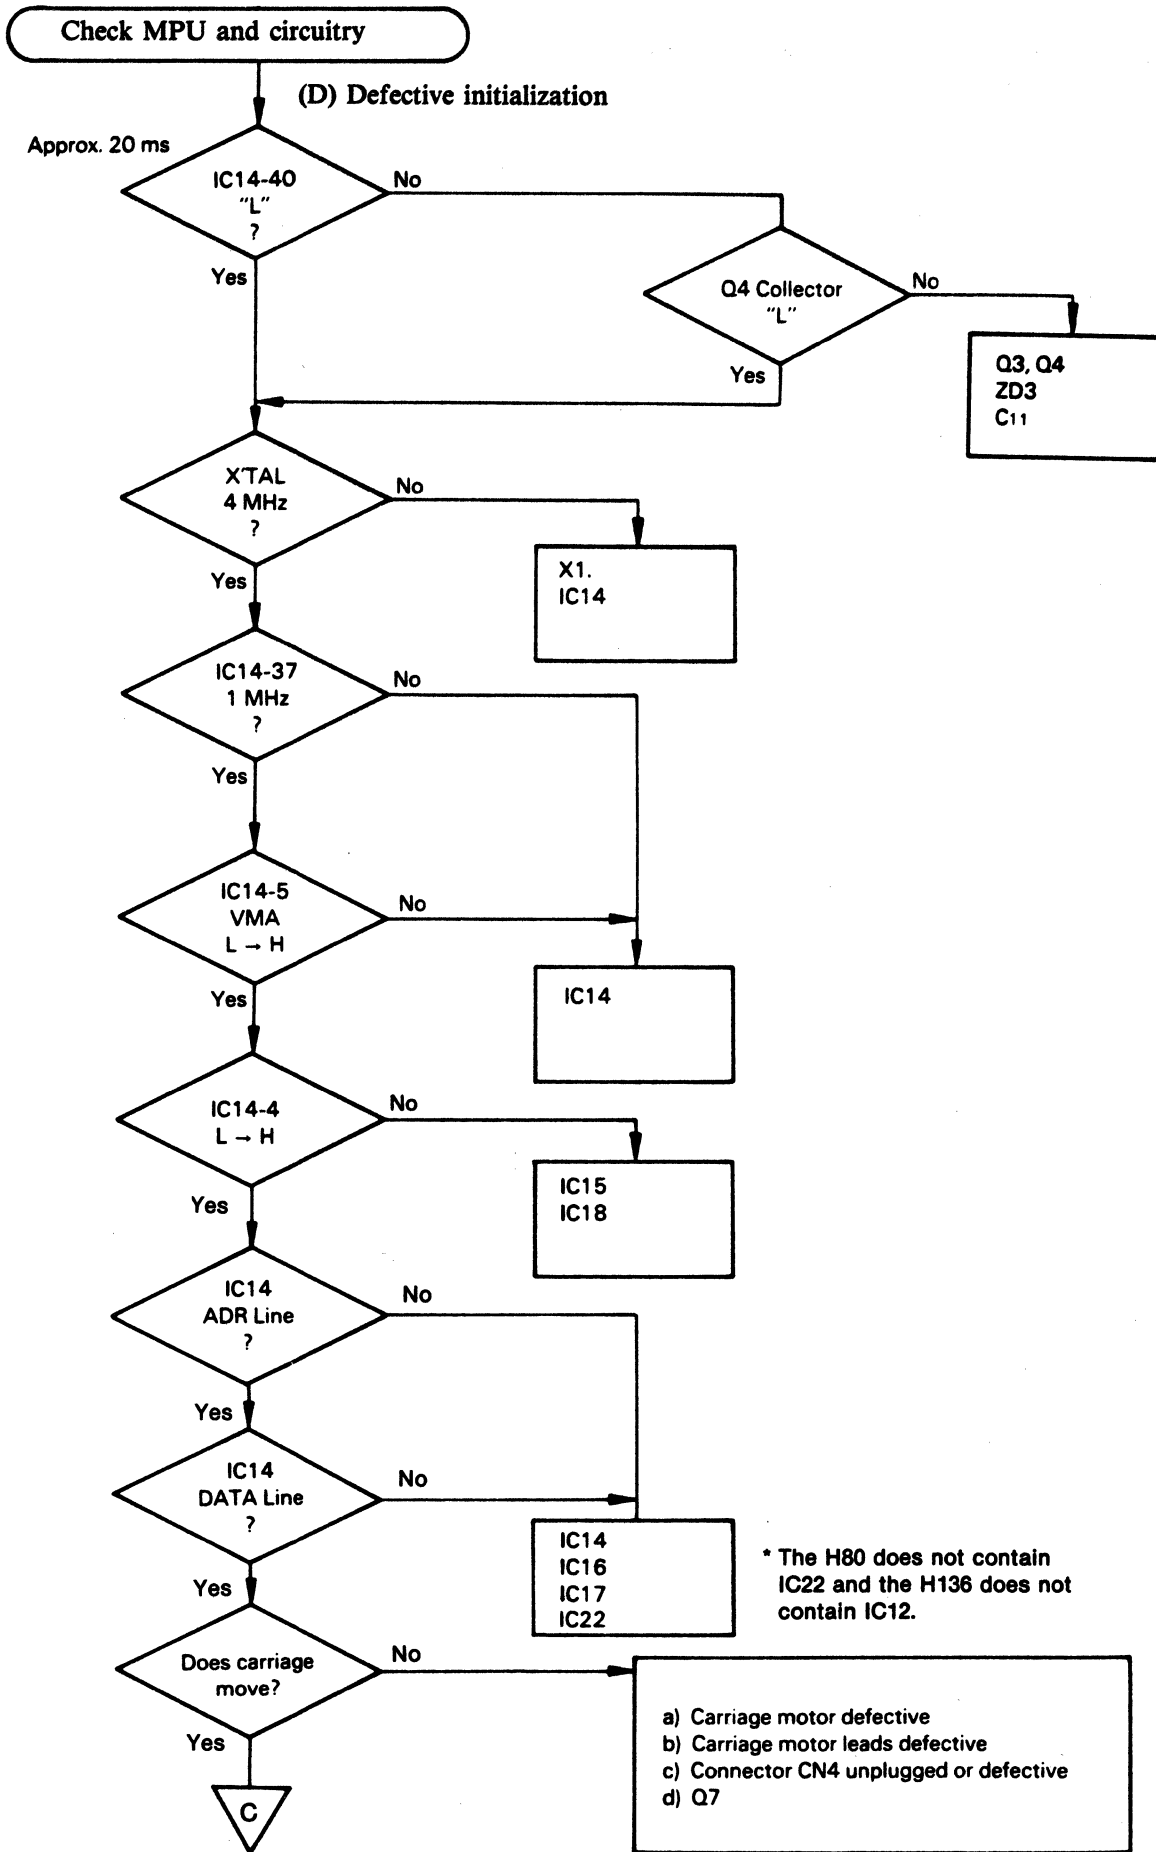 Check MPU and circuitry
(D) Defective initialization
Approx. 20 ms
IC14-40
"L"
?
No
Yes
Q4 Collector
"L"
No
Yes
Q3, Q4
ZD3
C11
X'TAL
4 MHz
?
No
Yes
X1.
IC14
IC14-37
1 MHz
?
No
Yes
IC14-5
VMA
L → H
No
Yes
IC14
IC14-4
L → H
No
Yes
IC15
IC18
IC14
ADR Line
?
No
Yes
IC14
DATA Line
?
No
Yes
IC14
IC16
IC17
IC22
* The H80 does not contain
IC22 and the H136 does not
contain IC12.
Does carriage
move?
No
Yes
a) Carriage motor defective
b) Carriage motor leads defective
c) Connector CN4 unplugged or defective
d) Q7
C